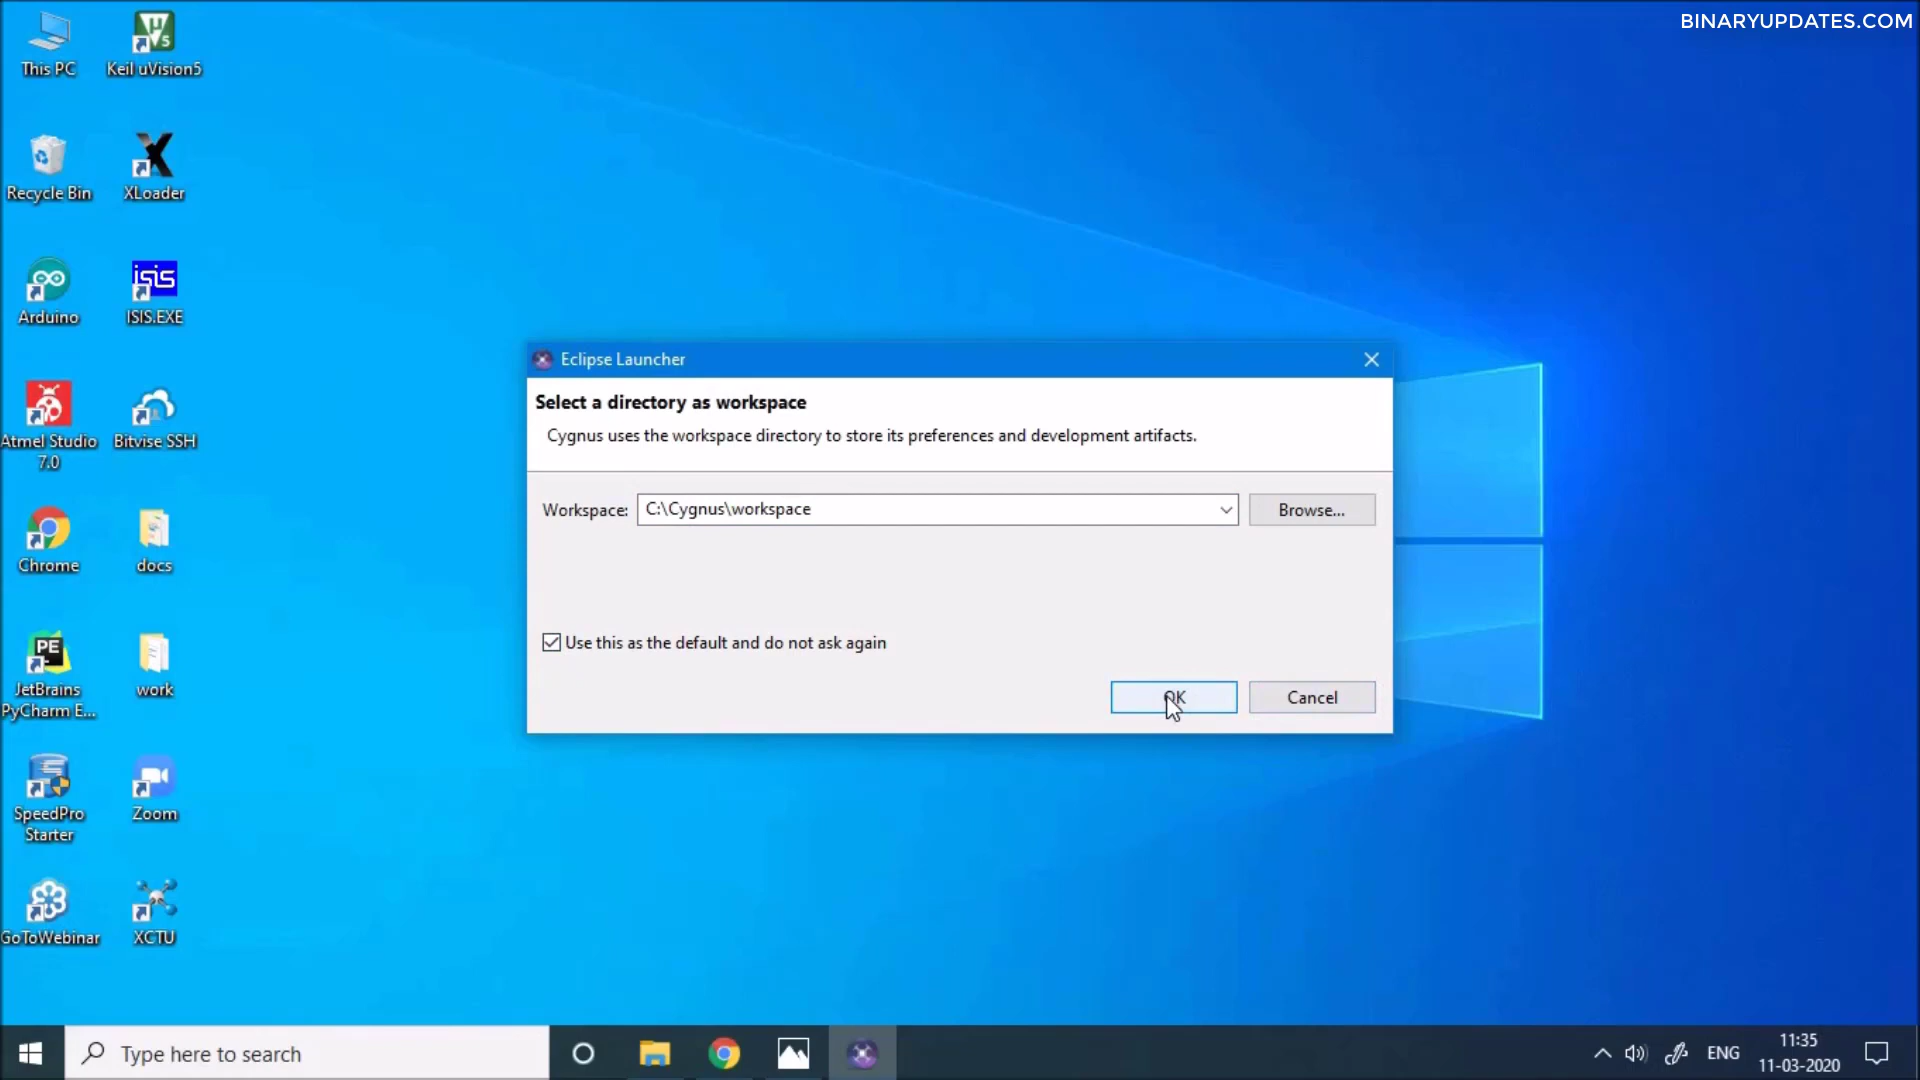 BINARYUPDATES.COM
This PC
Keil uVision5
Recycle Bin
XLoader
Arduino
isis
ISIS.EXE
Atmel Studio
7.0
Bitvise SSH
Chrome
docs
PE
JetBrains
PyCharm E...
work
SpeedPro
Starter
Zoom
GoToWebinar
XCTU
Eclipse Launcher
Select a directory as workspace
Cygnus uses the workspace directory to store its preferences and development artifacts.
Workspace: C:\Cygnus\workspace
Browse...
Use this as the default and do not ask again
OK
Cancel
Type here to search
ENG
11:35
11-03-2020